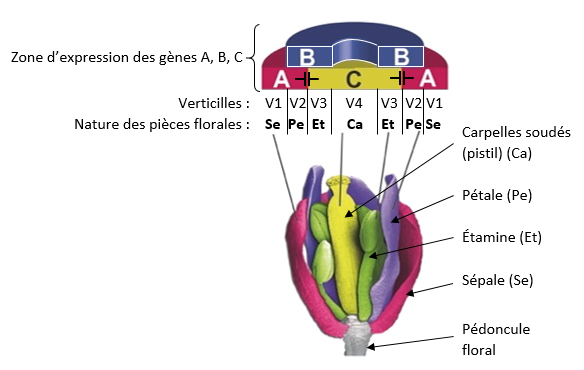 Zone d'expression des gènes A, B, C
B B
A C A
Verticilles : V1 V2 V3 V4 V3 V2 V1
Nature des pièces florales : Se Pe Et Ca Et Pe Se
Carpelles soudés
(pistil) (Ca)
Pétale (Pe)
Étamine (Et)
Sépale (Se)
Pédoncule
floral